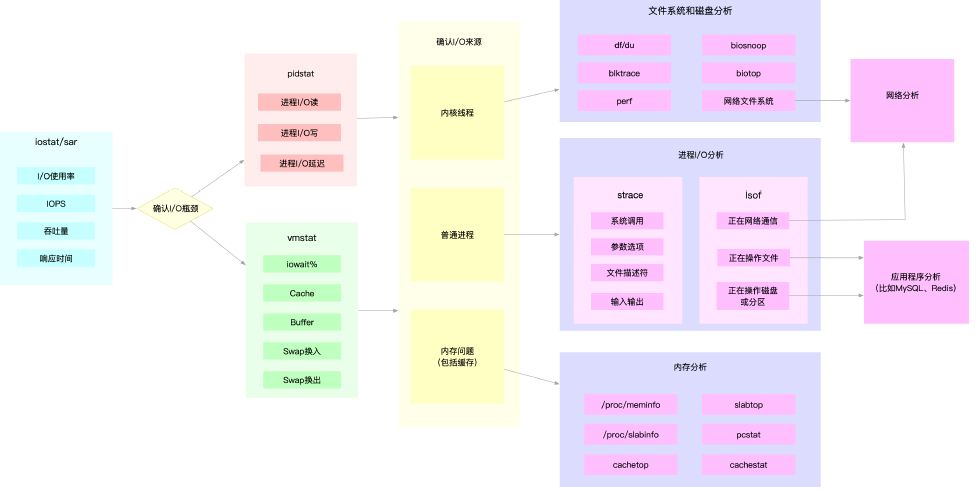 iostat/sar
I/O使用率
IOPS
吞吐量
响应时间
确认I/O瓶颈
pidstat
进程I/O读
进程I/O写
进程I/O延迟
vmstat
iowait%
Cache
Buffer
Swap换入
Swap换出
确认I/O来源
内核线程
普通进程
内存问题
（包括缓存）
文件系统和磁盘分析
df/du
biosnoop
blktrace
biotop
perf
网络文件系统
进程I/O分析
strace
系统调用
参数选项
文件描述符
输入输出
lsof
正在网络通信
正在操作文件
正在操作磁盘
或分区
内存分析
/proc/meminfo
slabtop
/proc/slabinfo
pcstat
cachetop
cachestat
网络分析
应用程序分析
（比如MySQL、Redis）